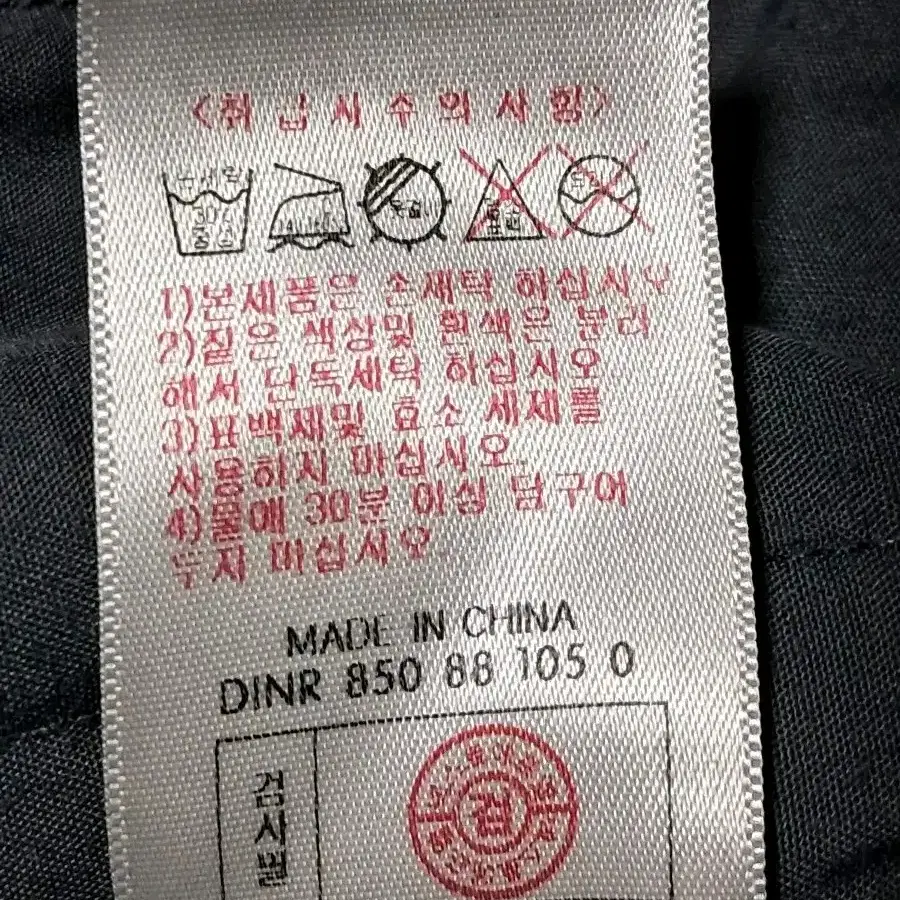 <취급시주의사항>
30℃
1)본제품은 손세탁 하십시오
2)짙은 색상및 흰색은 분리
해서 단독세탁 하십시오
3)표백제및 효소 세제를
사용하지 마십시오.
4)물에 30분 이상 담구어
두지 마십시오
MADE IN CHINA
DINR 850 88 105 0
검사별
검